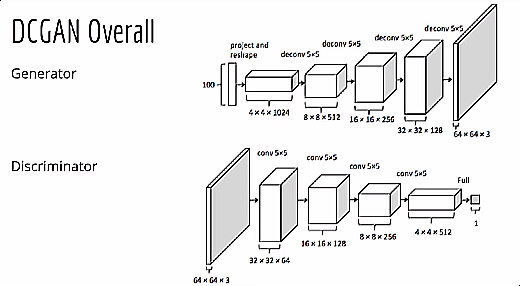 DCGAN Overall
Generator
project and
reshape
deconv 5×5
deconv 5×5
deconv 5×5
deconv 5×5
100
4 × 4 × 1024
8 × 8 × 512
16 × 16 × 256
32 × 32 × 128
64 × 64 × 3
Discriminator
conv 5×5
conv 5×5
conv 5×5
conv 5×5
Full
64 × 64 × 3
32 × 32 × 64
16 × 16 × 128
8 × 8 × 256
4 × 4 × 512
1